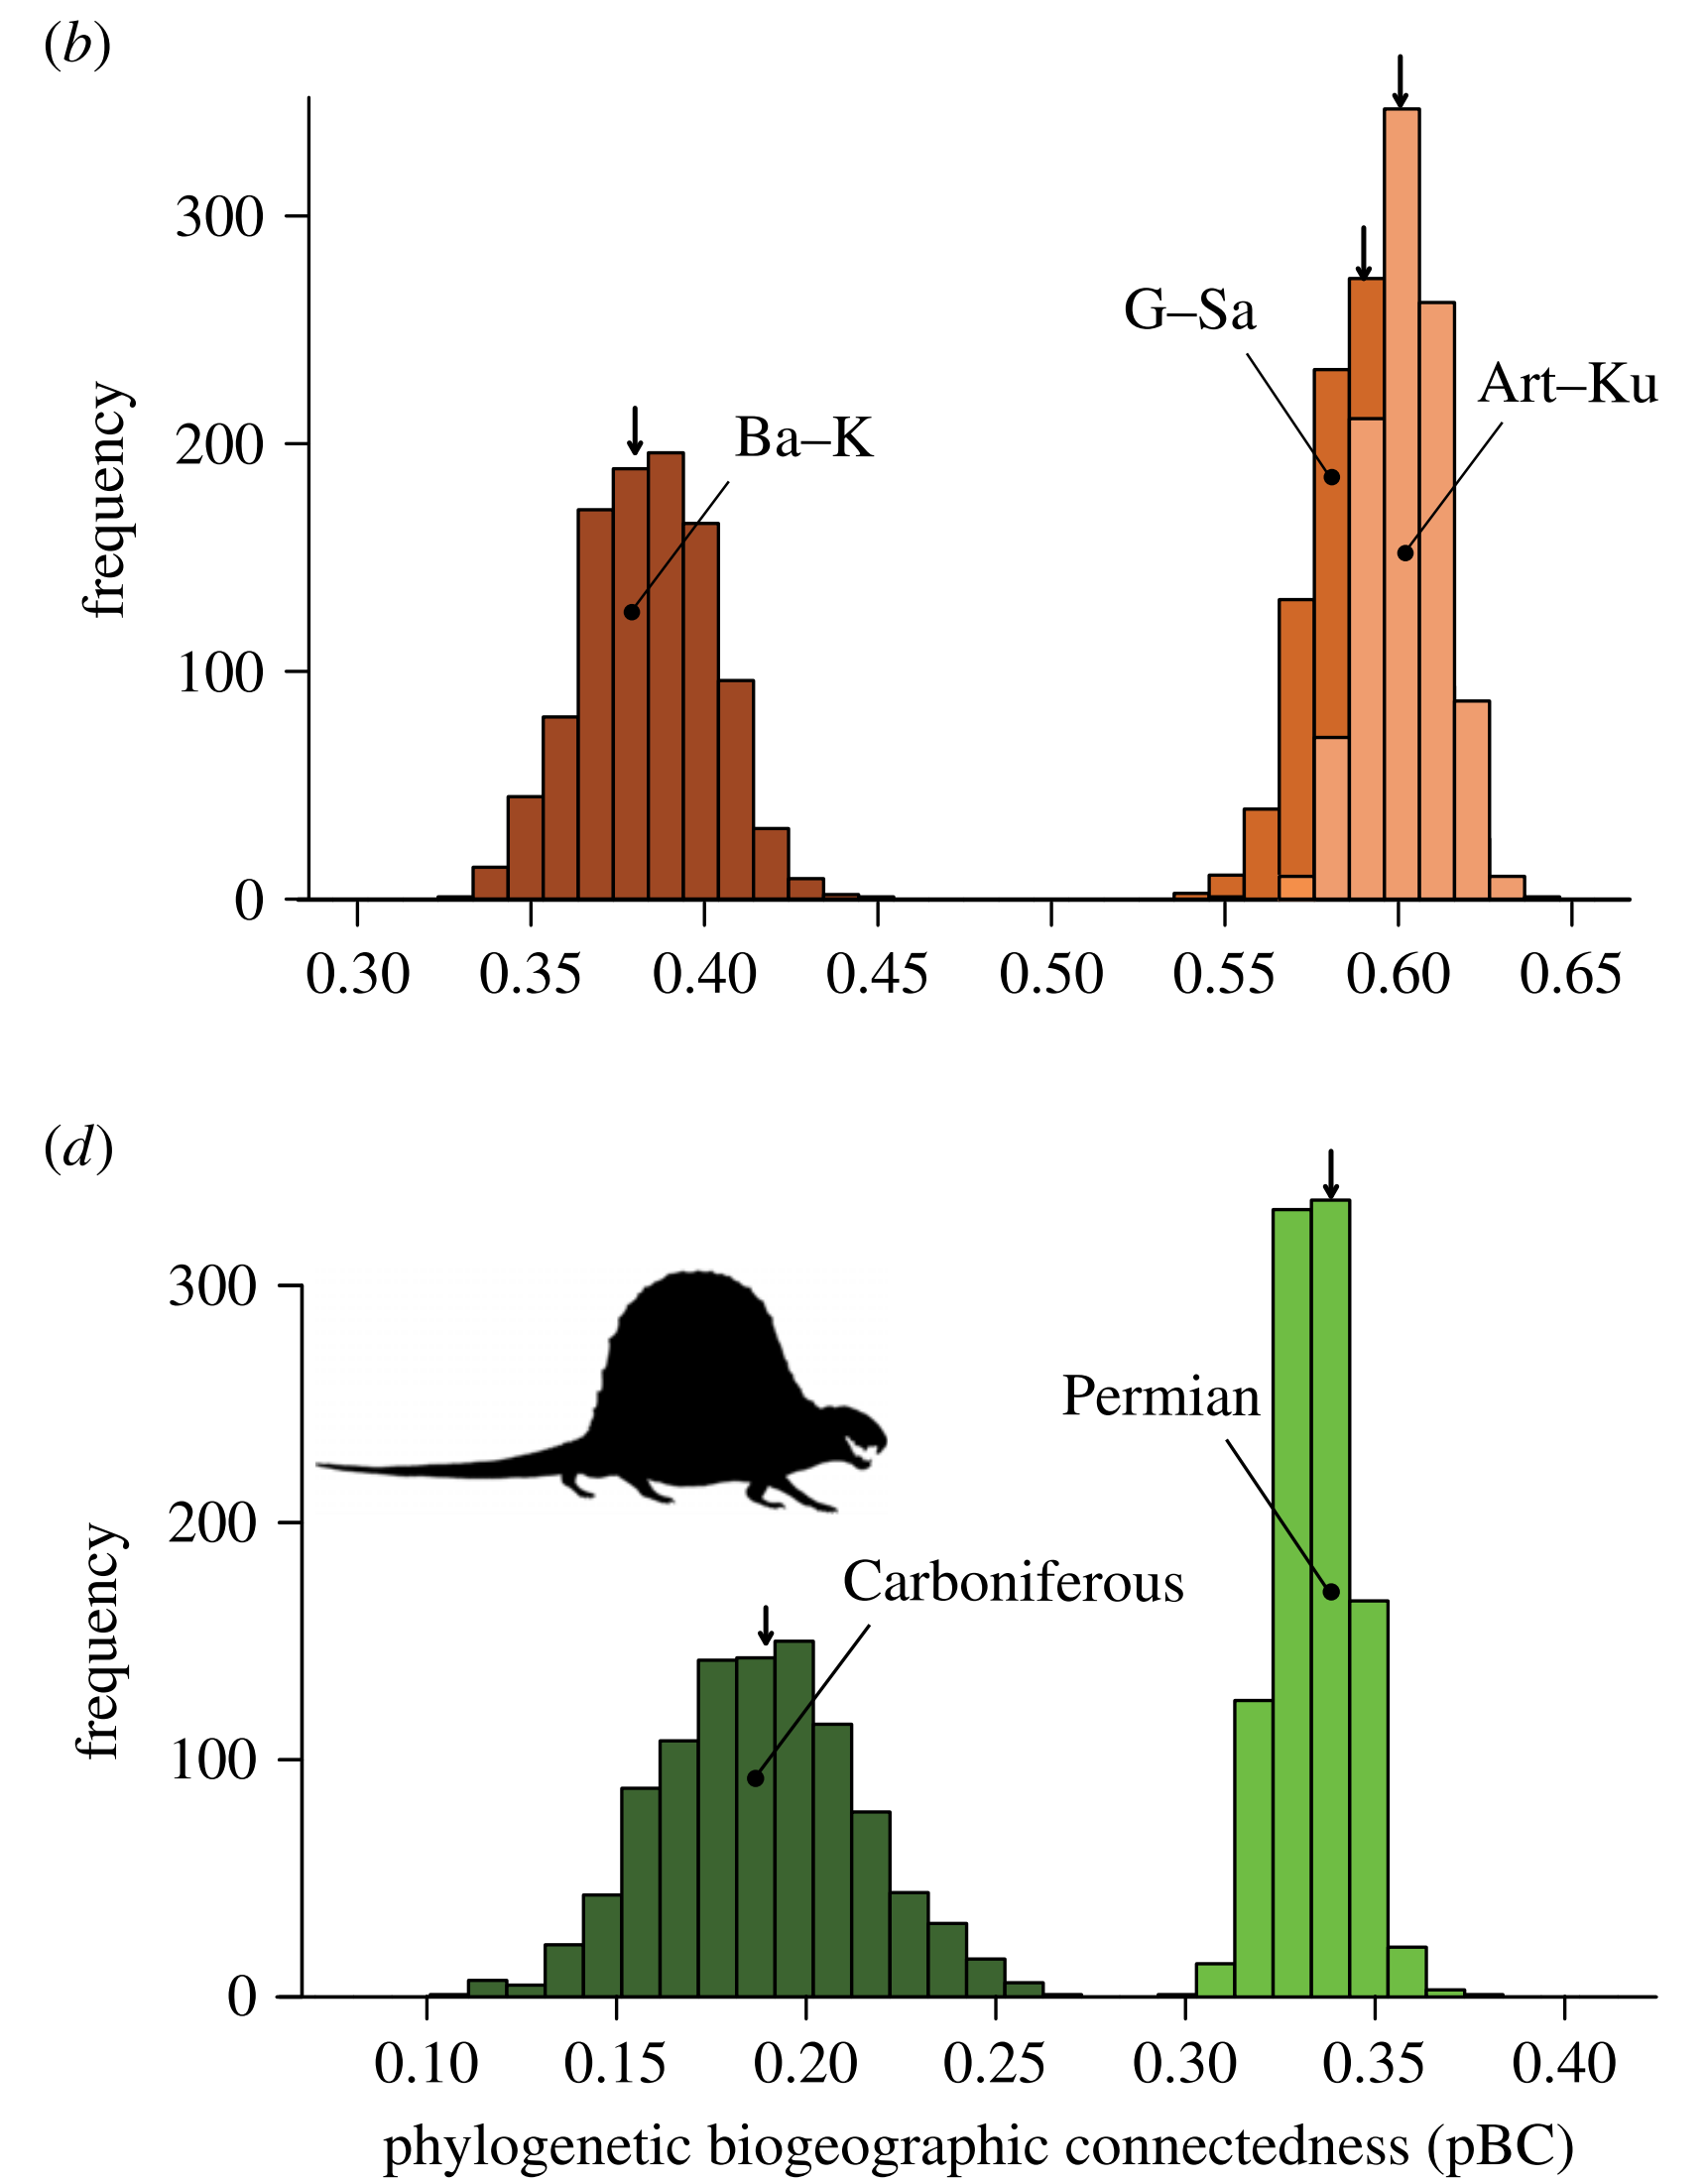 (b)
300
200
100
0
frequency
Ba–K
G–Sa
Art–Ku
0.30 0.35 0.40 0.45 0.50 0.55 0.60 0.65
(d)
300
200
100
0
frequency
Permian
Carboniferous
0.10 0.15 0.20 0.25 0.30 0.35 0.40
phylogenetic biogeographic connectedness (pBC)